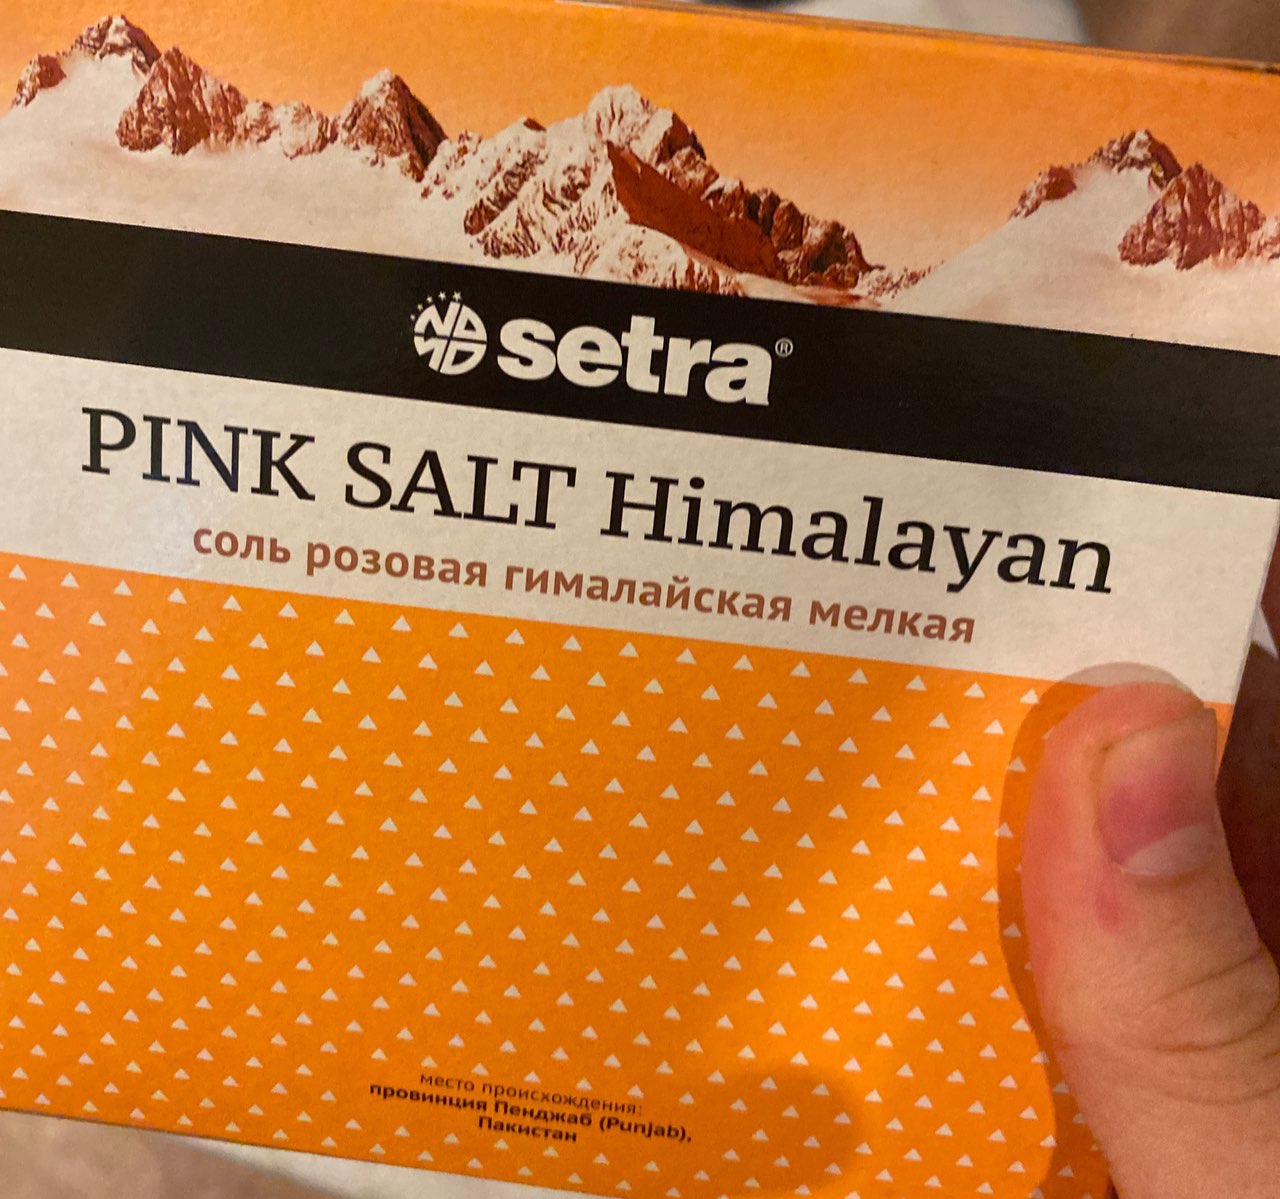 setra®
PINK SALT Himalayan
соль розовая гималайская мелкая
место происхождения:
провинция Пенджаб (Punjab),
Пакистан